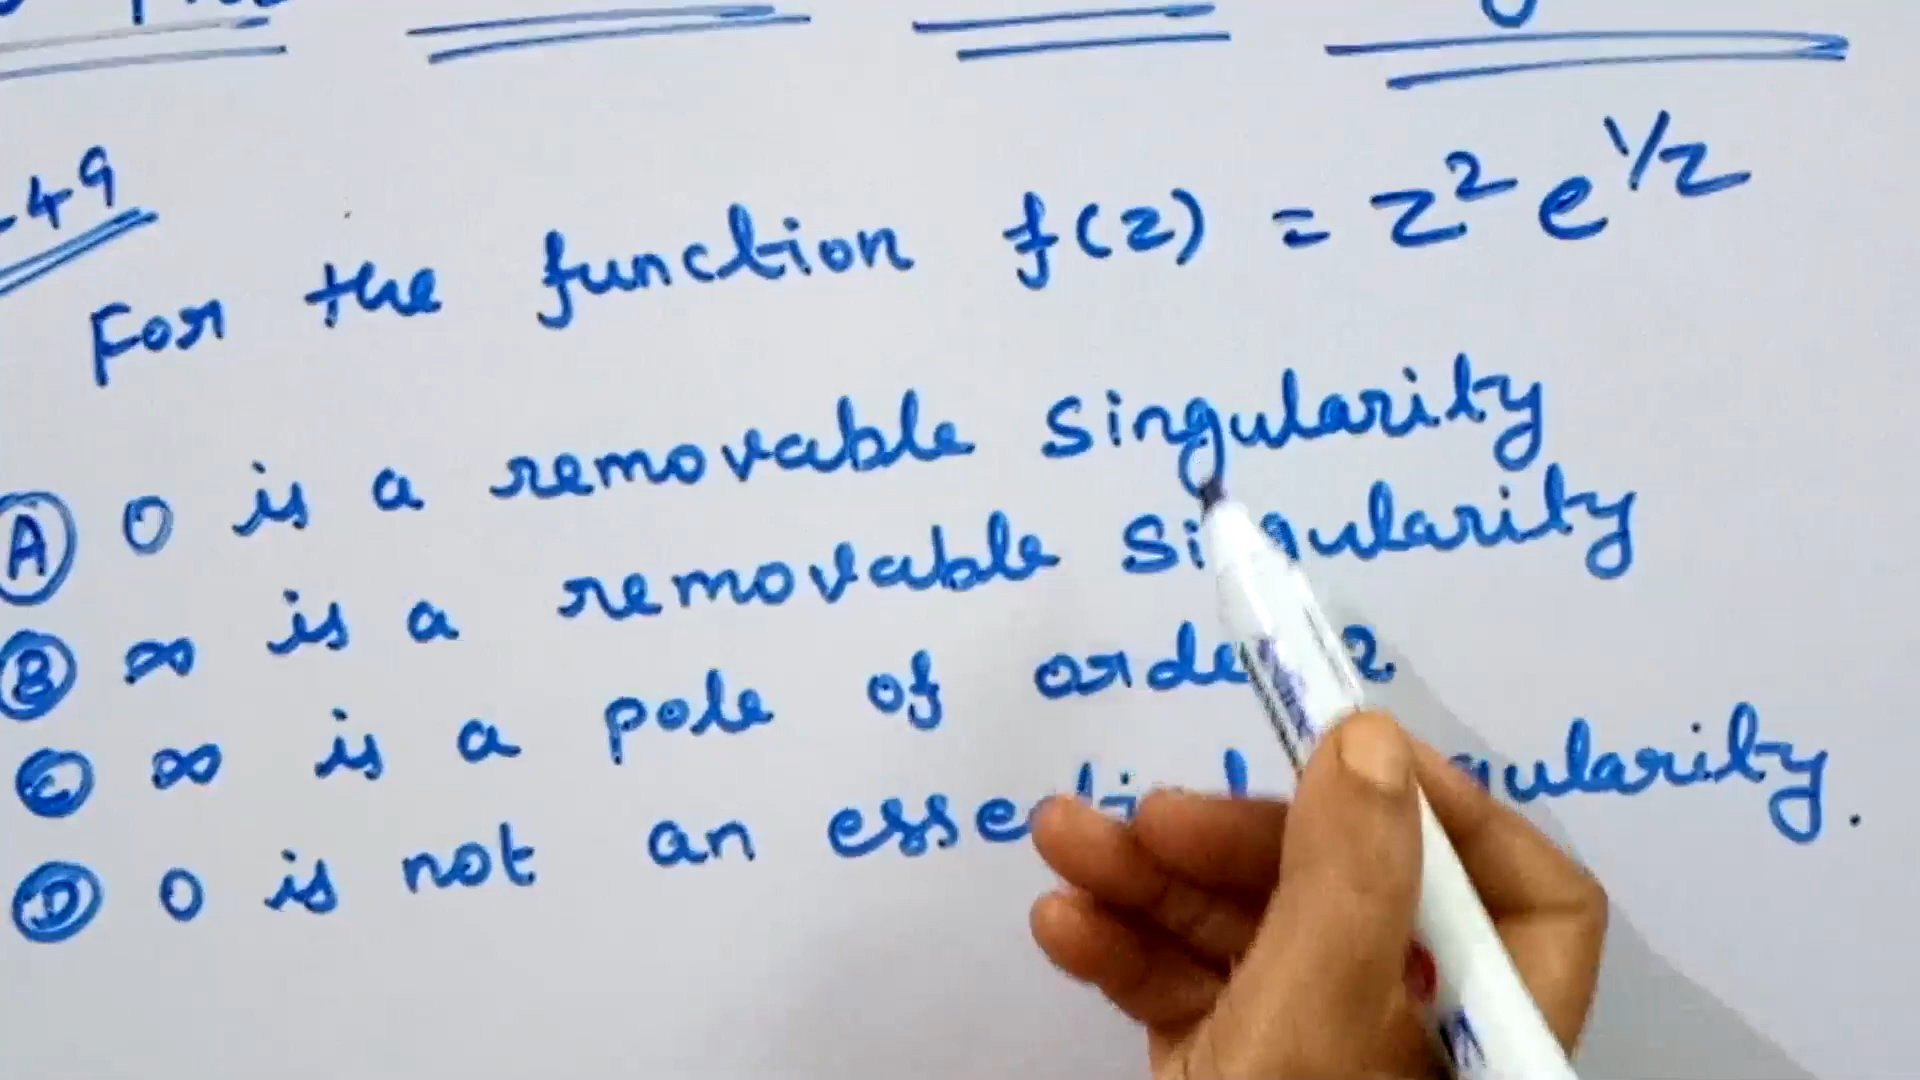 -49
For the function f(z) = z² e^1/z
Ⓐ 0 is a removable singularity
Ⓑ ∞ is a removable singularity
Ⓒ ∞ is a pole of 2
Ⓓ 0 is not an